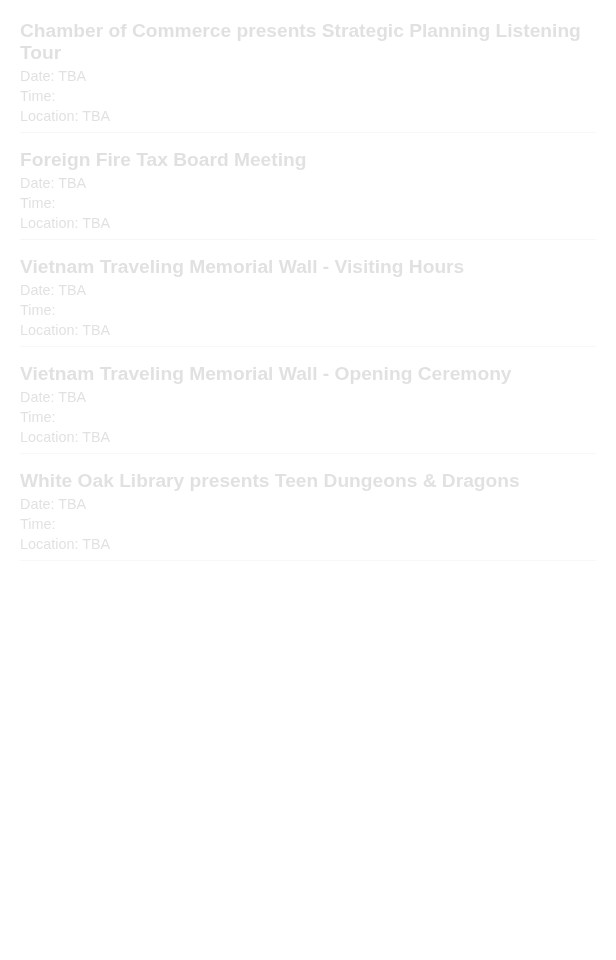 Chamber of Commerce presents Strategic Planning Listening
Tour
Date: TBA
Time:
Location: TBA
Foreign Fire Tax Board Meeting
Date: TBA
Time:
Location: TBA
Vietnam Traveling Memorial Wall - Visiting Hours
Date: TBA
Time:
Location: TBA
Vietnam Traveling Memorial Wall - Opening Ceremony
Date: TBA
Time:
Location: TBA
White Oak Library presents Teen Dungeons & Dragons
Date: TBA
Time:
Location: TBA